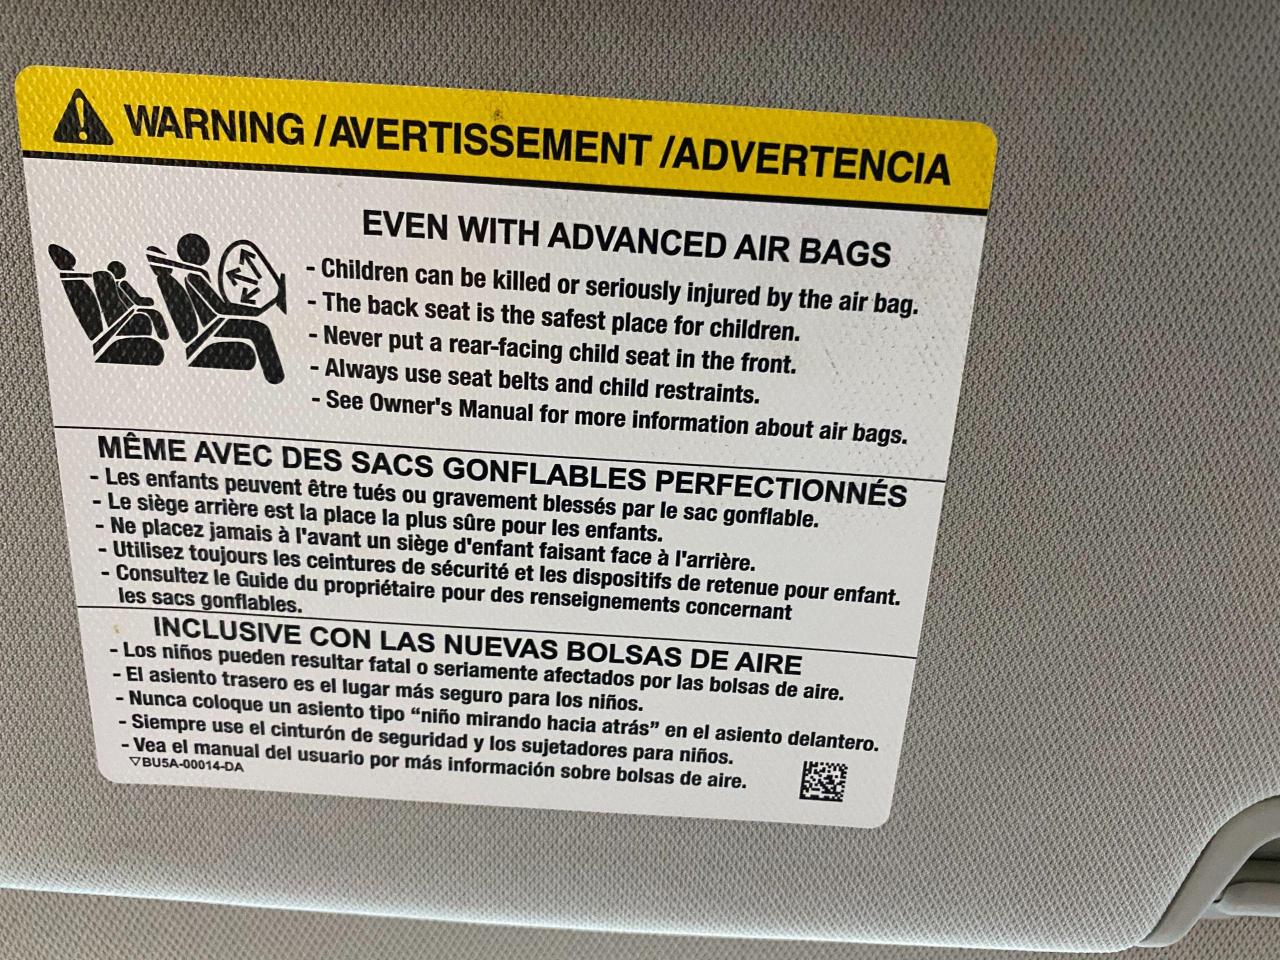 WARNING /AVERTISSEMENT /ADVERTENCIA
EVEN WITH ADVANCED AIR BAGS
- Children can be killed or seriously injured by the air bag.
- The back seat is the safest place for children.
- Never put a rear-facing child seat in the front.
- Always use seat belts and child restraints.
- See Owner's Manual for more information about air bags.
MÊME AVEC DES SACS GONFLABLES PERFECTIONNÉS
- Les enfants peuvent être tués ou gravement blessés par le sac gonflable.
- Le siège arrière est la place la plus sûre pour les enfants.
- Ne placez jamais à l'avant un siège d'enfant faisant face à l'arrière.
- Utilisez toujours les ceintures de sécurité et les dispositifs de retenue pour enfant.
- Consultez le Guide du propriétaire pour des renseignements concernant
les sacs gonflables.
INCLUSIVE CON LAS NUEVAS BOLSAS DE AIRE
- Los niños pueden resultar fatal o seriamente afectados por las bolsas de aire.
- El asiento trasero es el lugar más seguro para los niños.
- Nunca coloque un asiento tipo “niño mirando hacia atrás” en el asiento delantero.
- Siempre use el cinturón de seguridad y los sujetadores para niños.
- Vea el manual del usuario por más información sobre bolsas de aire.
▽BU5A-00014-DA